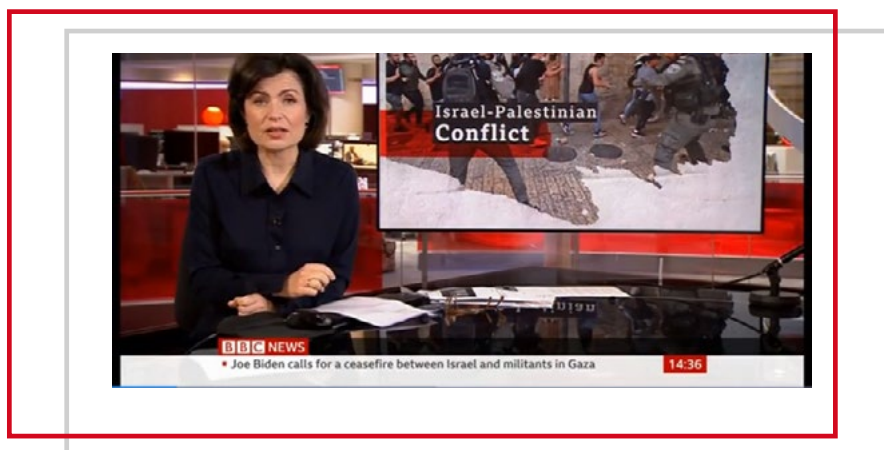 Israel-Palestinian
Conflict
BBC NEWS
Joe Biden calls for a ceasefire between Israel and militants in Gaza
14:36